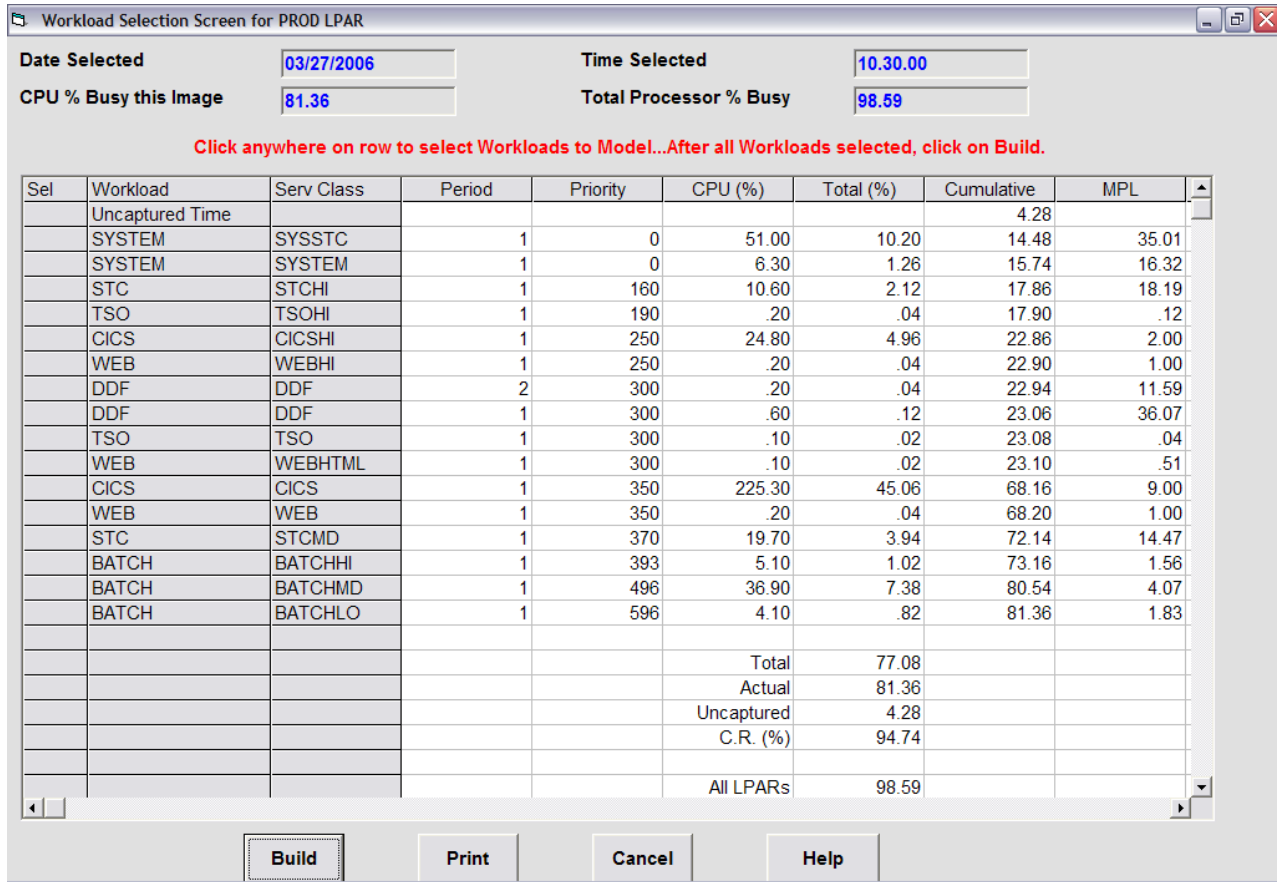 Workload Selection Screen for PROD LPAR
Date Selected 03/27/2006 Time Selected 10.30.00
CPU % Busy this Image 81.36 Total Processor % Busy 98.59
Click anywhere on row to select Workloads to Model...After all Workloads selected, click on Build.
Sel Workload Serv Class Period Priority CPU (%) Total (%) Cumulative MPL
Uncaptured Time 4.28
SYSTEM SYSSTC 1 0 51.00 10.20 14.48 35.01
SYSTEM SYSTEM 1 0 6.30 1.26 15.74 16.32
STC STCHI 1 160 10.60 2.12 17.86 18.19
TSO TSOHI 1 190 .20 .04 17.90 .12
CICS CICSHI 1 250 24.80 4.96 22.86 2.00
WEB WEBHI 1 250 .20 .04 22.90 1.00
DDF DDF 2 300 .20 .04 22.94 11.59
DDF DDF 1 300 .60 .12 23.06 36.07
TSO TSO 1 300 .10 .02 23.08 .04
WEB WEBHTML 1 300 .10 .02 23.10 .51
CICS CICS 1 350 225.30 45.06 68.16 9.00
WEB WEB 1 350 .20 .04 68.20 1.00
STC STCMD 1 370 19.70 3.94 72.14 14.47
BATCH BATCHHI 1 393 5.10 1.02 73.16 1.56
BATCH BATCHMD 1 496 36.90 7.38 80.54 4.07
BATCH BATCHLO 1 596 4.10 .82 81.36 1.83
Total 77.08
Actual 81.36
Uncaptured 4.28
C.R. (%) 94.74
All LPARs 98.59
Build Print Cancel Help